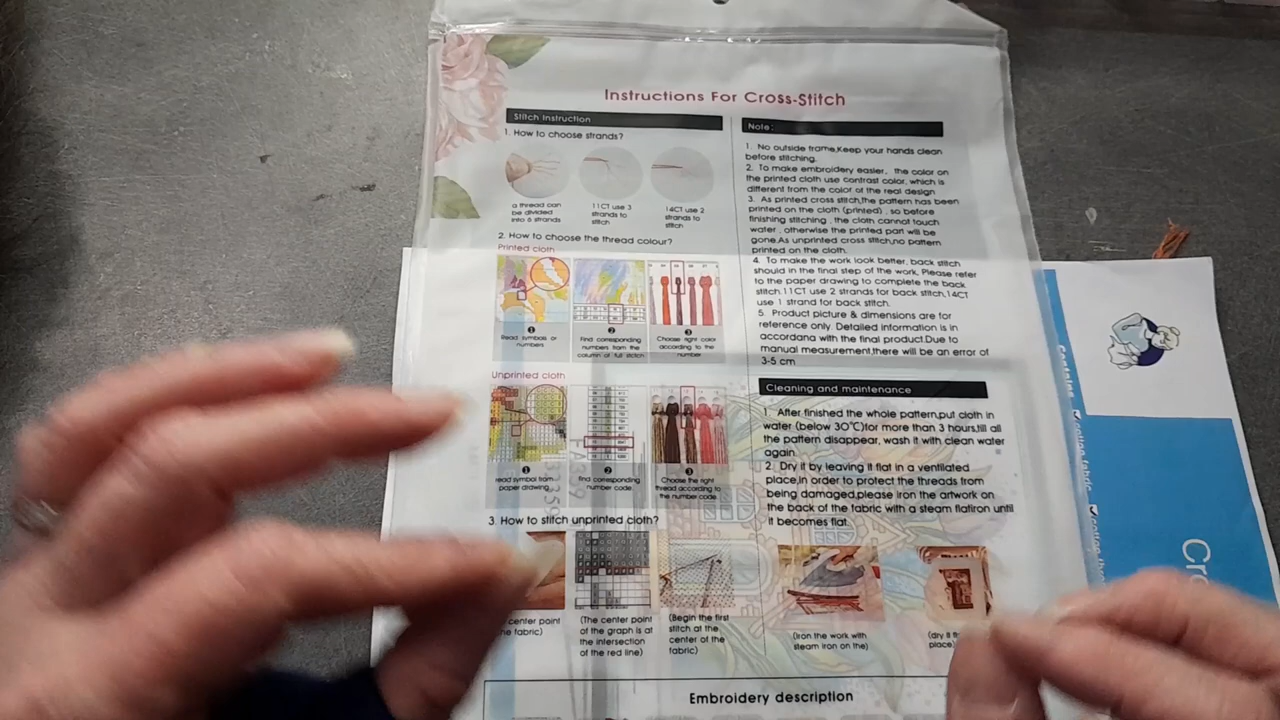 Instructions For Cross-Stitch
Stitch Instruction
1. How to choose strands?
a thread can
be divided
into 6 strands
11CT use 3
strands to
stitch
14CT use 2
strands to
stitch
2. How to choose the thread colour?
Printed cloth
1
Read symbols or
numbers
2
Find corresponding
numbers from the
column of full stitch
3
Choose right color
according to the
number
Unprinted cloth
1
read symbol from
paper drawing
2
find corresponding
number code
3
Choose the right
thread according to
the number code
3. How to stitch unprinted cloth?
center point
fabric)
(The center point
of the graph is at
the intersection
of the red line)
(Begin the first
stitch at the
center of the
fabric)
Note:
1. No outside frame,Keep your hands clean
before stitching.
2. To make embroidery easier, the color on
the printed cloth use contrast color, which is
different from the color of the real design
3. As printed cross stitch,the pattern has been
printed on the cloth (printed) , so before
finishing stitching , the cloth cannot touch
water , otherwise the printed part will be
gone.As unprinted cross stitch,no pattern
printed on the cloth.
4. To make the work look better, back stitch
should in the final step of the work, Please refer
to the paper drawing to complete the back
stitch.11CT use 2 strands for back stitch,14CT
use 1 strand for back stitch.
5. Product picture & dimensions are for
reference only. Detailed information is in
accordana with the final product.Due to
manual measurement,there will be an error of
3-5 cm
Cleaning and maintenance
1. After finished the whole pattern,put cloth in
water (below 30℃)for more than 3 hours,till all
the pattern disappear, wash it with clean water
again.
2. Dry it by leaving it flat in a ventilated
place,in order to protect the threads from
being damaged,please iron the artwork on
the back of the fabric with a steam flatiron until
it becomes flat.
(Iron the work with
steam iron on the)
(dry it
place)
Embroidery description
Contains
cotton fabric
cotton